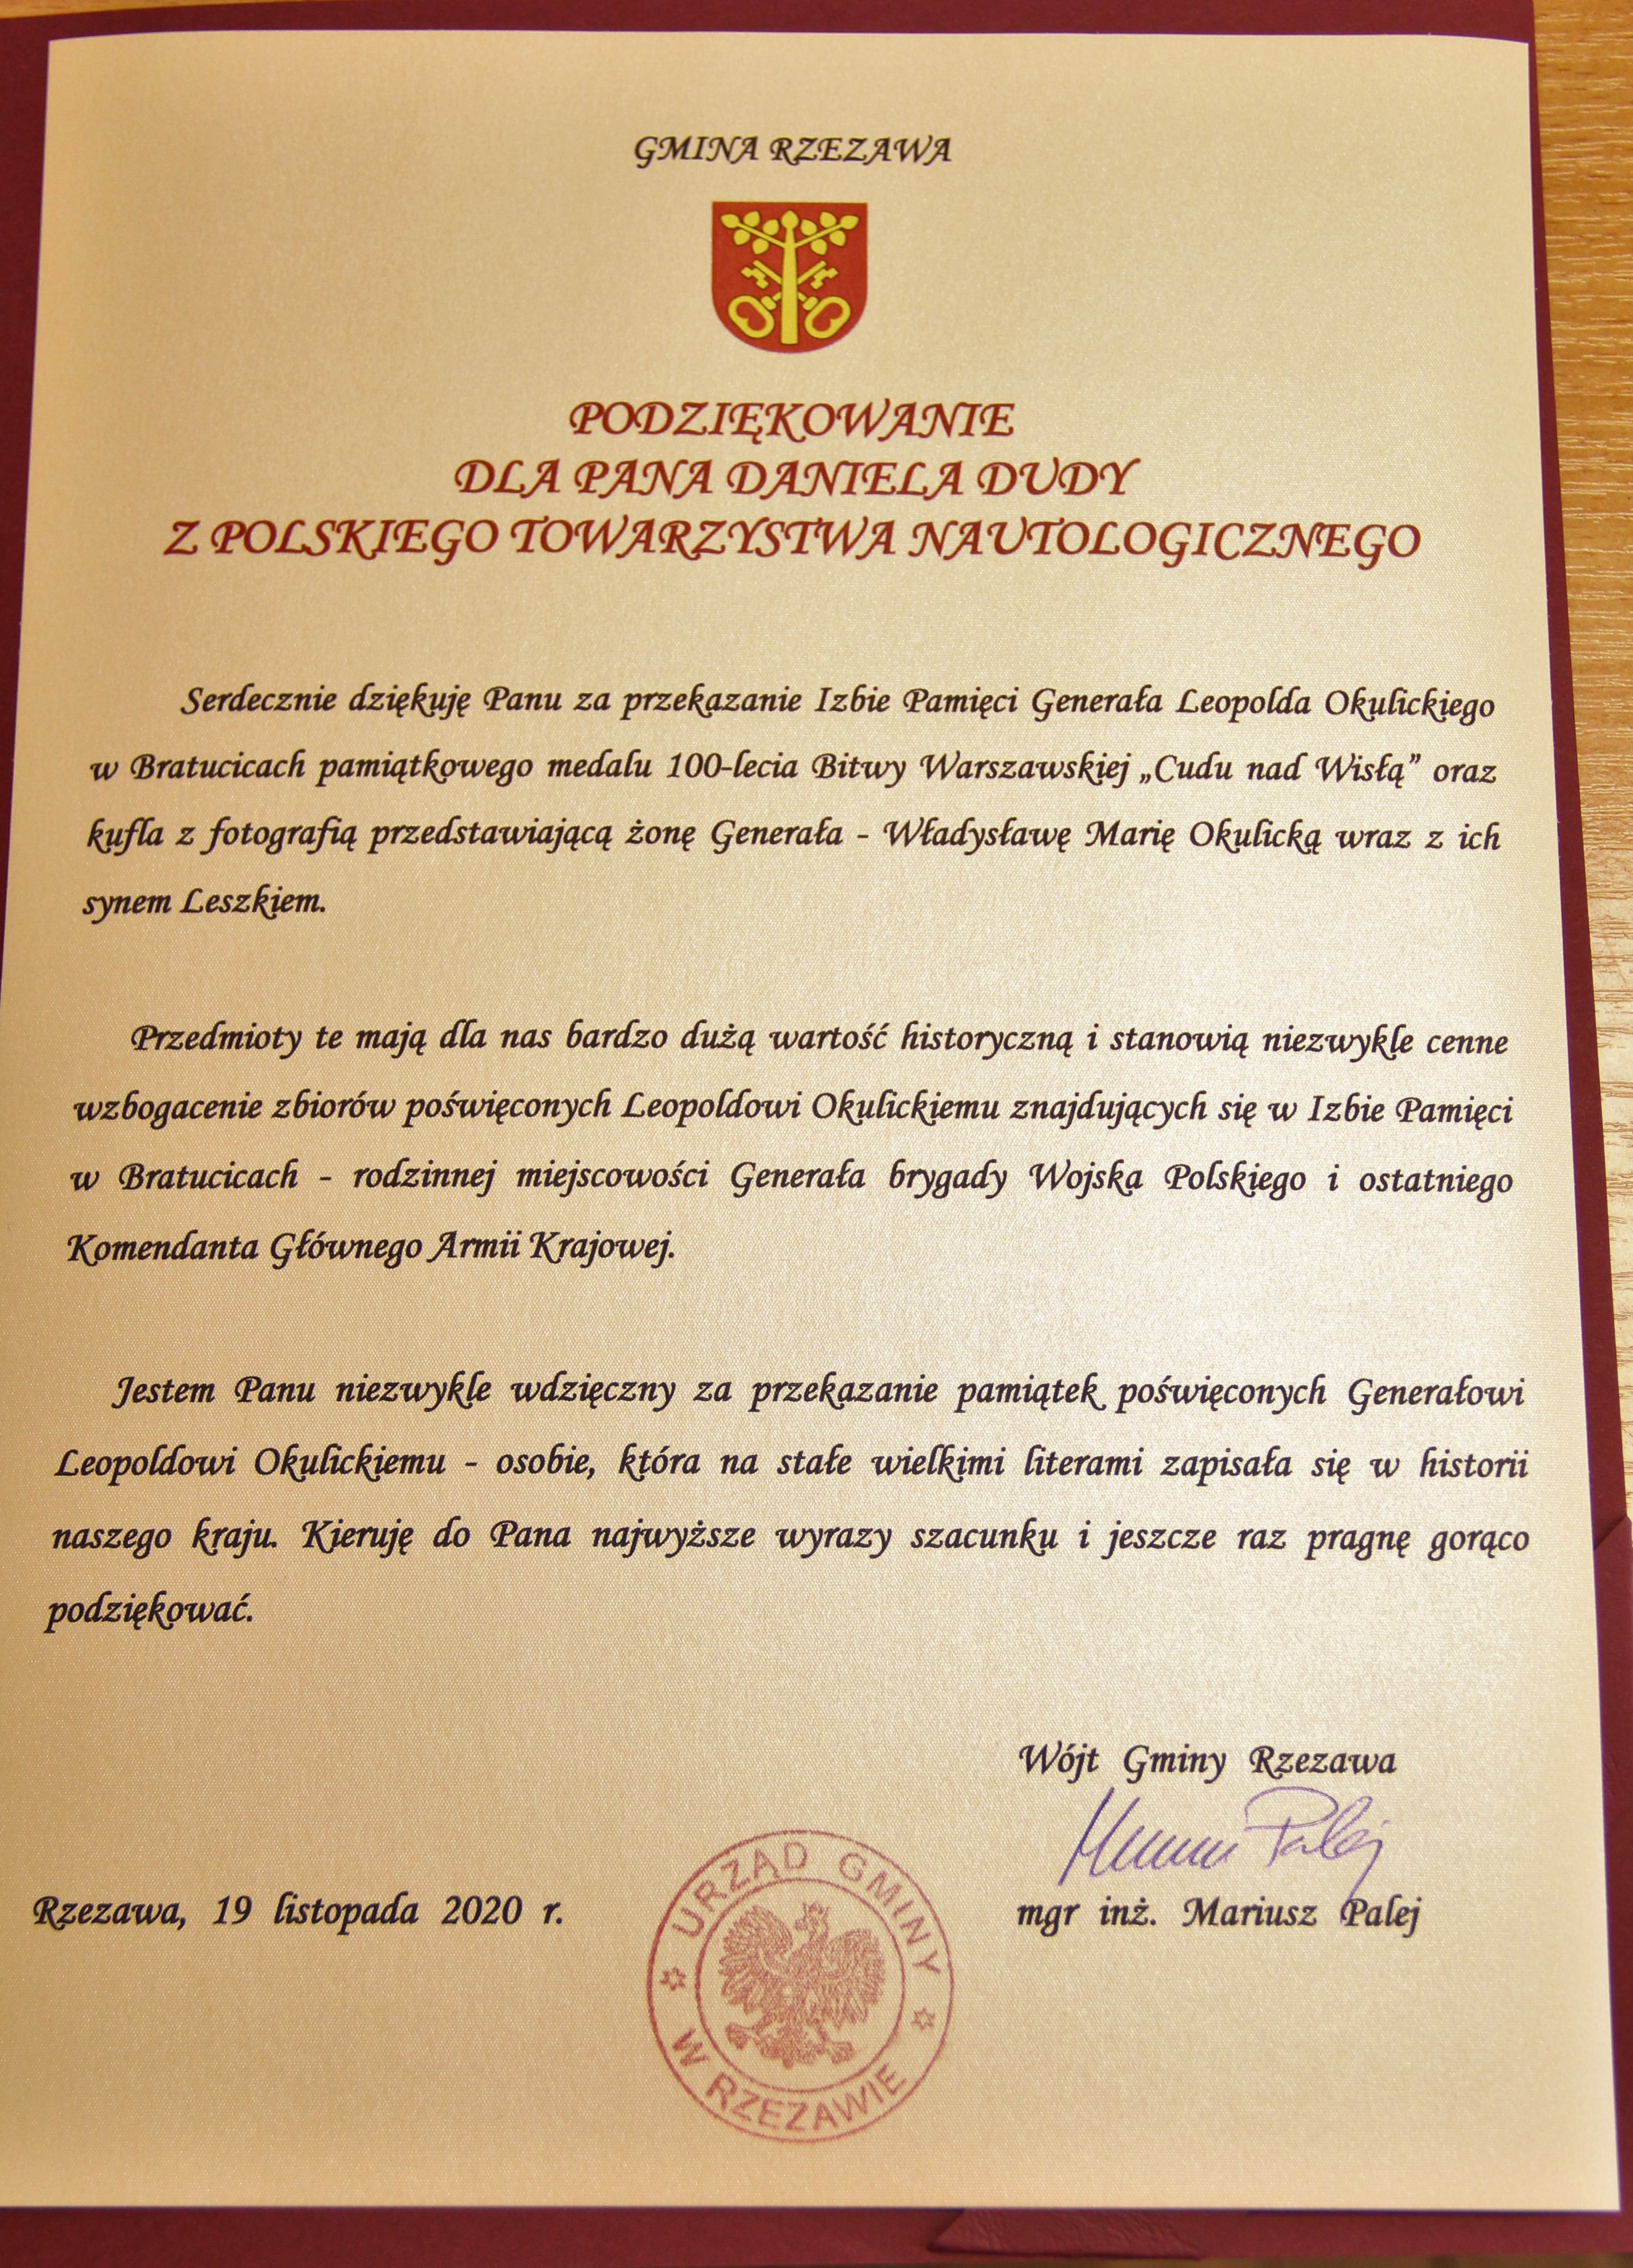 GMINA RZEZAWA
PODZIĘKOWANIE
DLA PANA DANIELA DUDY
Z POLSKIEGO TOWARZYSTWA NAUTOLOGICZNEGO
Serdecznie dziękuję Panu za przekazanie Izbie Pamięci Generała Leopolda Okulickiego
w Bratucicach pamiątkowego medalu 100-lecia Bitwy Warszawskiej „Cudu nad Wisłą” oraz
kufla z fotografią przedstawiającą żonę Generała - Władysławę Marię Okulicką wraz z ich
synem Leszkiem.
Przedmioty te mają dla nas bardzo dużą wartość historyczną i stanowią niezwykle cenne
wzbogacenie zbiorów poświęconych Leopoldowi Okulickiemu znajdujących się w Izbie Pamięci
w Bratucicach - rodzinnej miejscowości Generała brygady Wojska Polskiego i ostatniego
Komendanta Głównego Armii Krajowej.
Jestem Panu niezwykle wdzięczny za przekazanie pamiątek poświęconych Generałowi
Leopoldowi Okulickiemu - osobie, która na stałe wielkimi literami zapisała się w historii
naszego kraju. Kieruję do Pana najwyższe wyrazy szacunku i jeszcze raz pragnę gorąco
podziękować.
Wójt Gminy Rzezawa
Mariusz Palej
mgr inż. Mariusz Palej
Rzezawa, 19 listopada 2020 r.
URZĄD GMINY
W RZEZAWIE